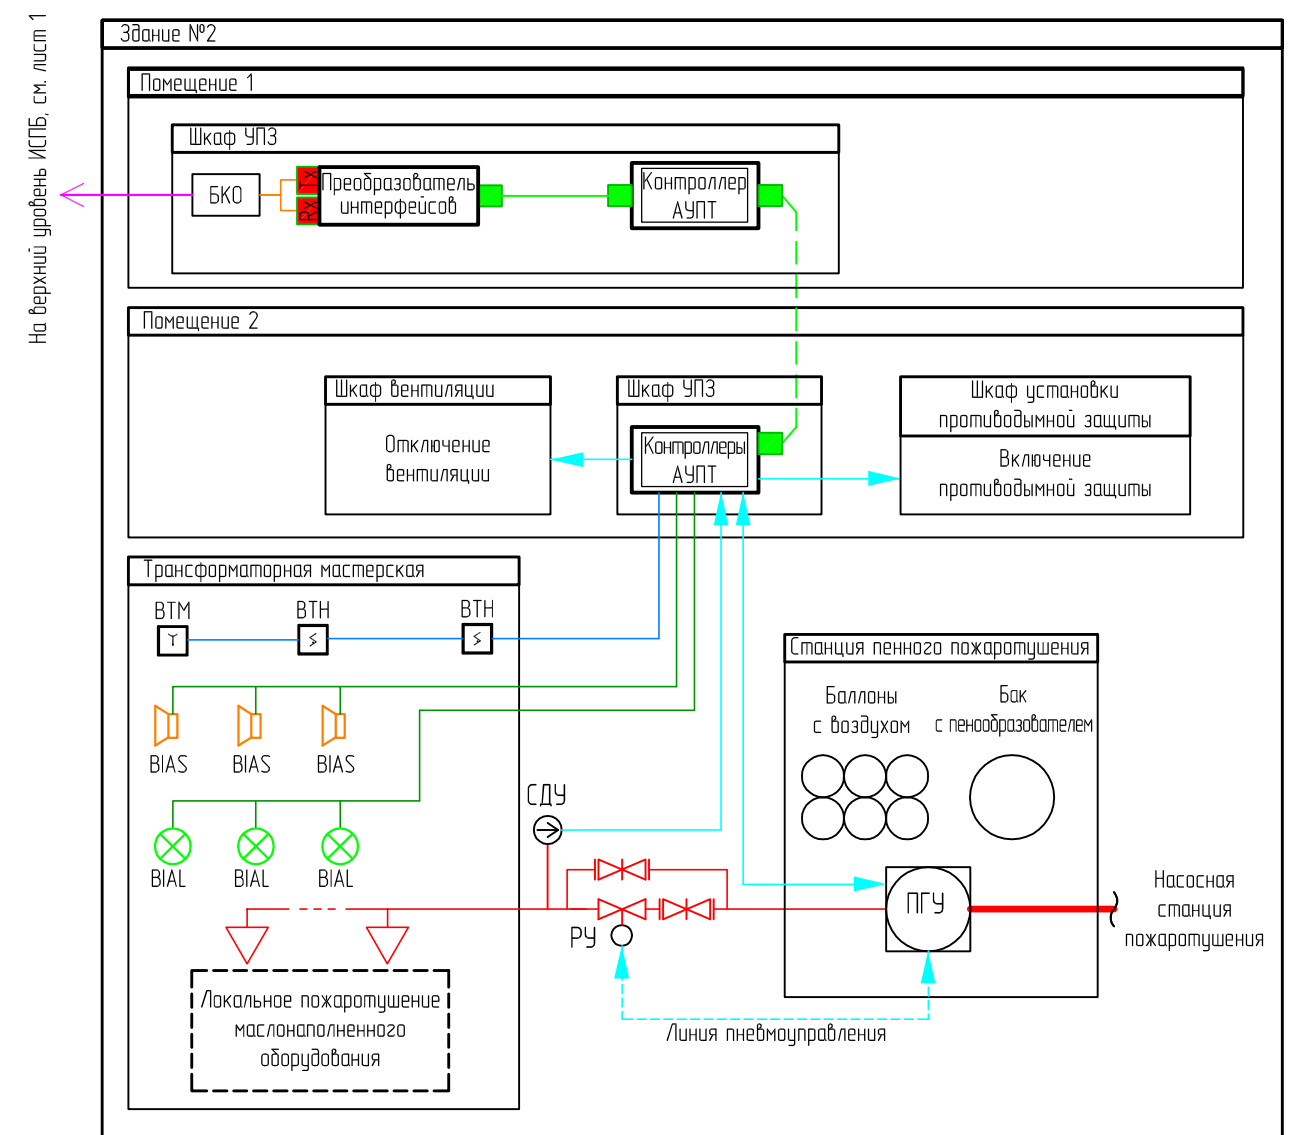 Здание №2
На верхний уровень ИСПБ, см. лист 1
Помещение 1
Шкаф УПЗ
БКО
Tx
Rx
Преобразователь
интерфейсов
Контроллер
АУПТ
Помещение 2
Шкаф вентиляции
Отключение
вентиляции
Шкаф УПЗ
Контроллеры
АУПТ
Шкаф установки
противодымной защиты
Включение
противодымной защиты
Трансформаторная мастерская
BTM
BTH
BTH
Y
S
S
BIAS
BIAS
BIAS
BIAL
BIAL
BIAL
Локальное пожаротушение
маслонаполненного
оборудования
СДУ
РУ
Станция пенного пожаротушения
Баллоны
с воздухом
Бак
с пенообразователем
ПГУ
Насосная
станция
пожаротушения
Линия пневмоуправления